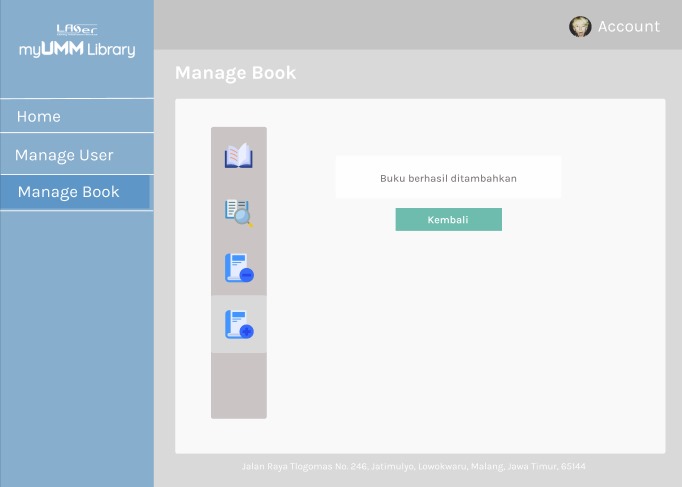 LASer
myUMM Library
Account
Manage Book
Home
Manage User
Manage Book
Buku berhasil ditambahkan
Kembali
Jalan Raya Tlogomas No. 246, Jatimulyo, Lowokwaru, Malang, Jawa Timur, 65144